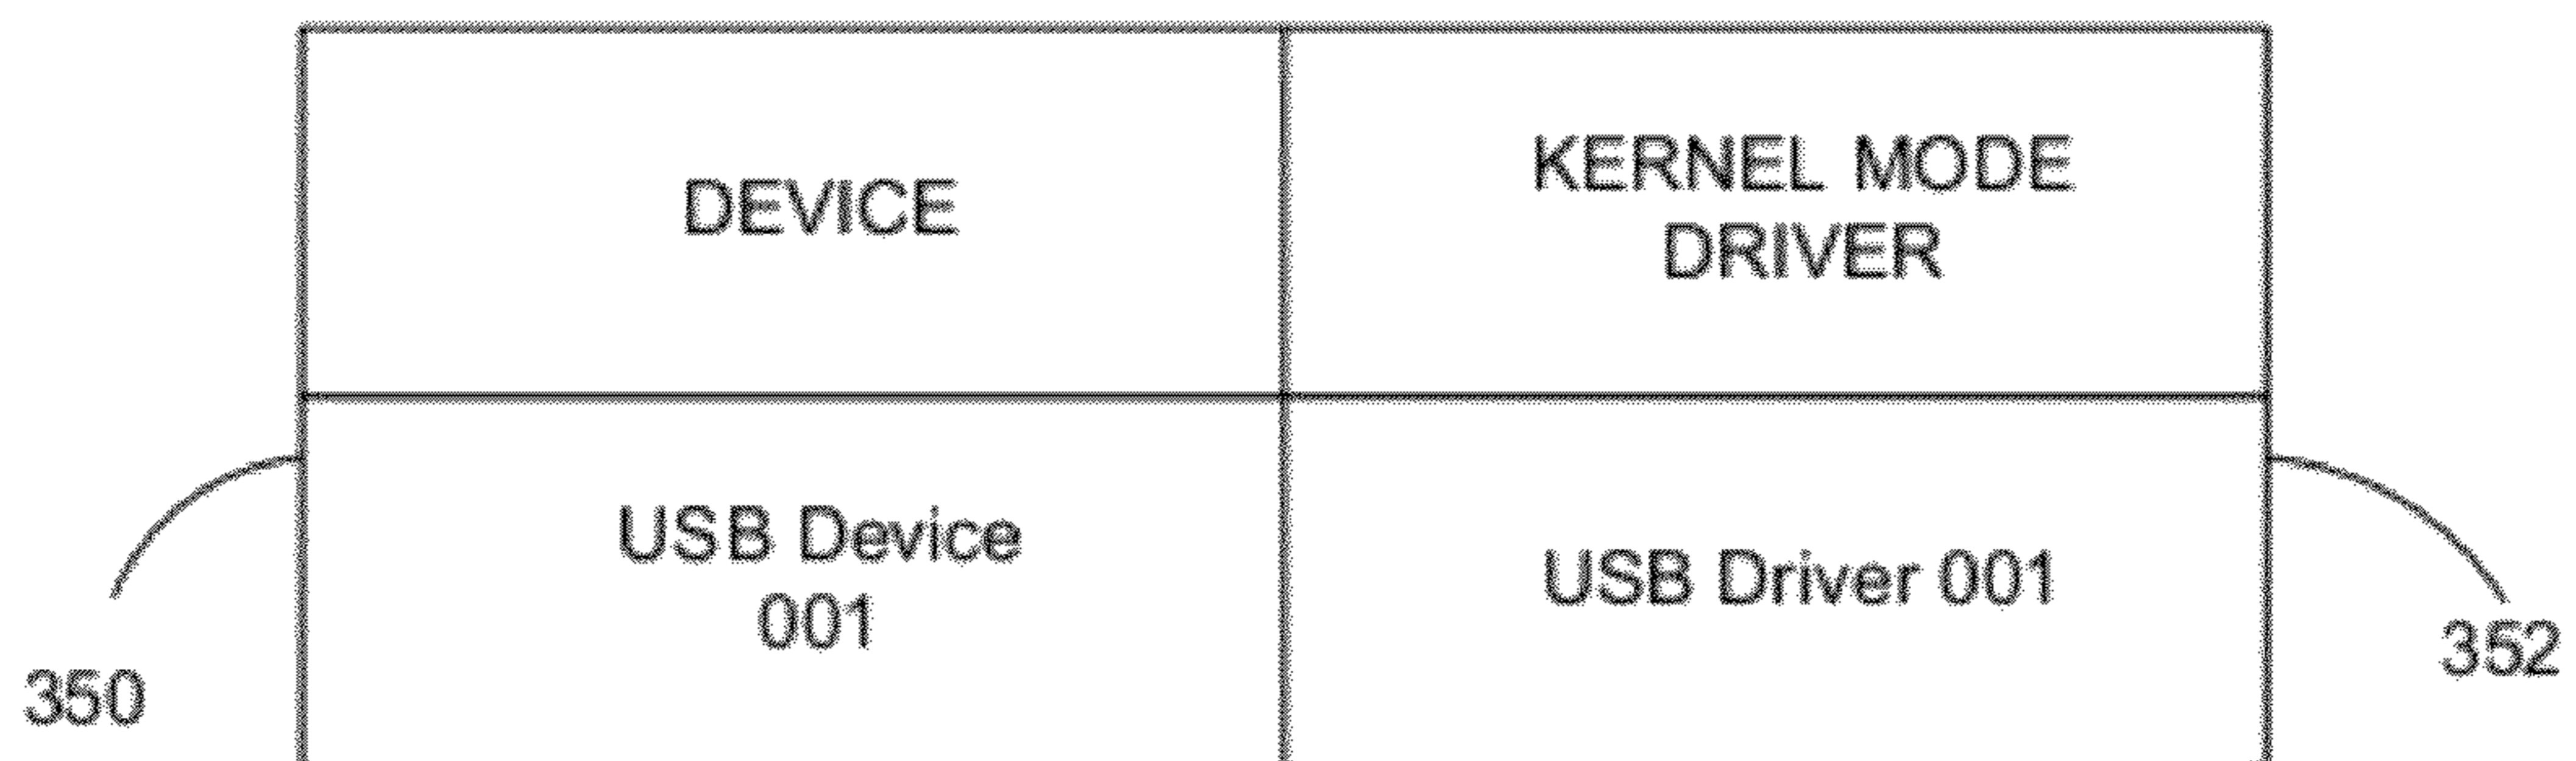 DEVICE
KERNEL MODE
DRIVER
USB Device
001
USB Driver 001
350
352